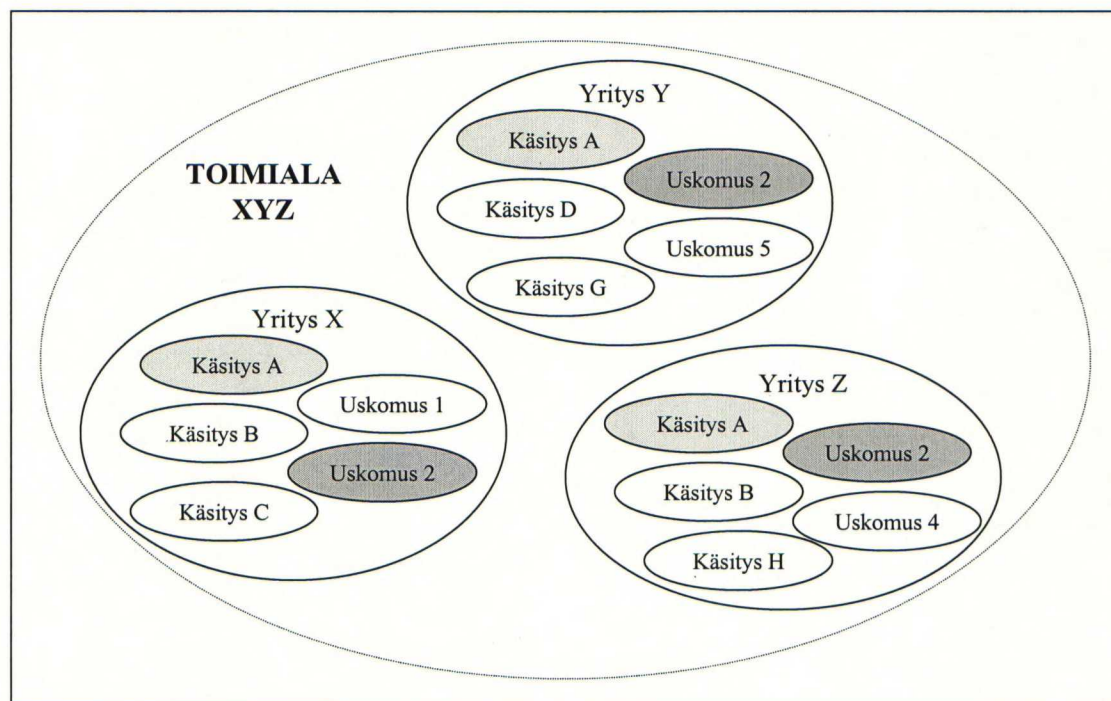 Yritys Y
Käsitys A
Uskomus 2
Käsitys D
Uskomus 5
Käsitys G
TOIMIALA
XYZ
Yritys X
Käsitys A
Uskomus 1
Käsitys B
Uskomus 2
Käsitys C
Yritys Z
Käsitys A
Uskomus 2
Käsitys B
Uskomus 4
Käsitys H